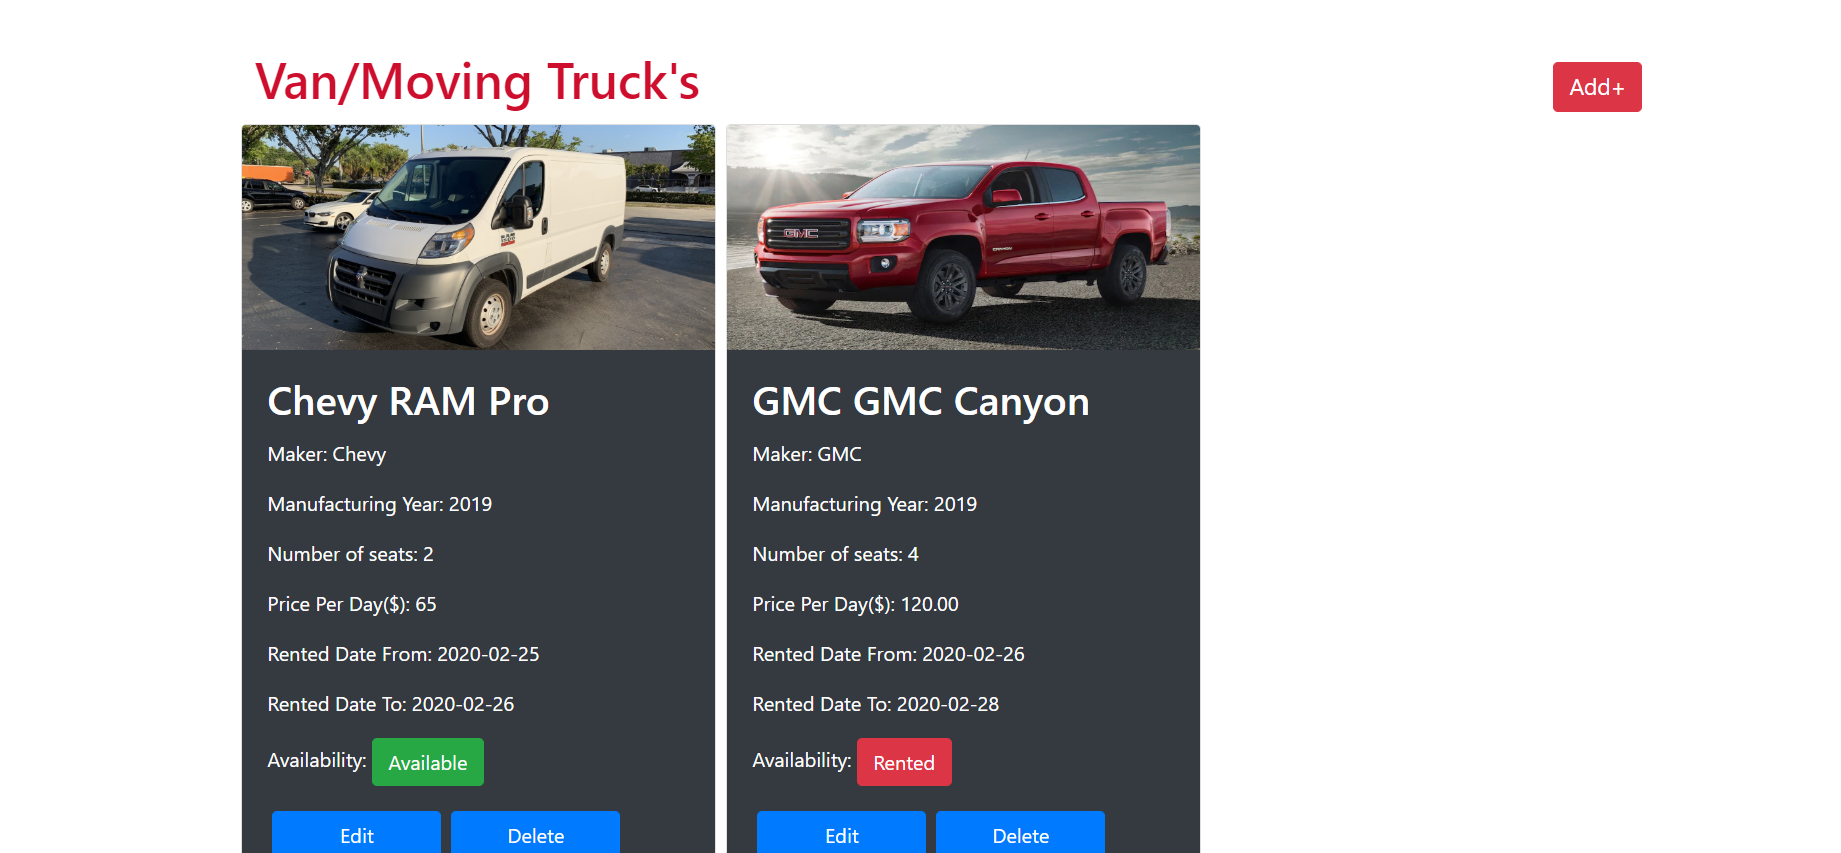 Van/Moving Truck's
Add+
GMC
Chevy RAM Pro
Maker: Chevy
Manufacturing Year: 2019
Number of seats: 2
Price Per Day($): 65
Rented Date From: 2020-02-25
Rented Date To: 2020-02-26
Availability: Available
Edit Delete
GMC GMC Canyon
Maker: GMC
Manufacturing Year: 2019
Number of seats: 4
Price Per Day($): 120.00
Rented Date From: 2020-02-26
Rented Date To: 2020-02-28
Availability: Rented
Edit Delete